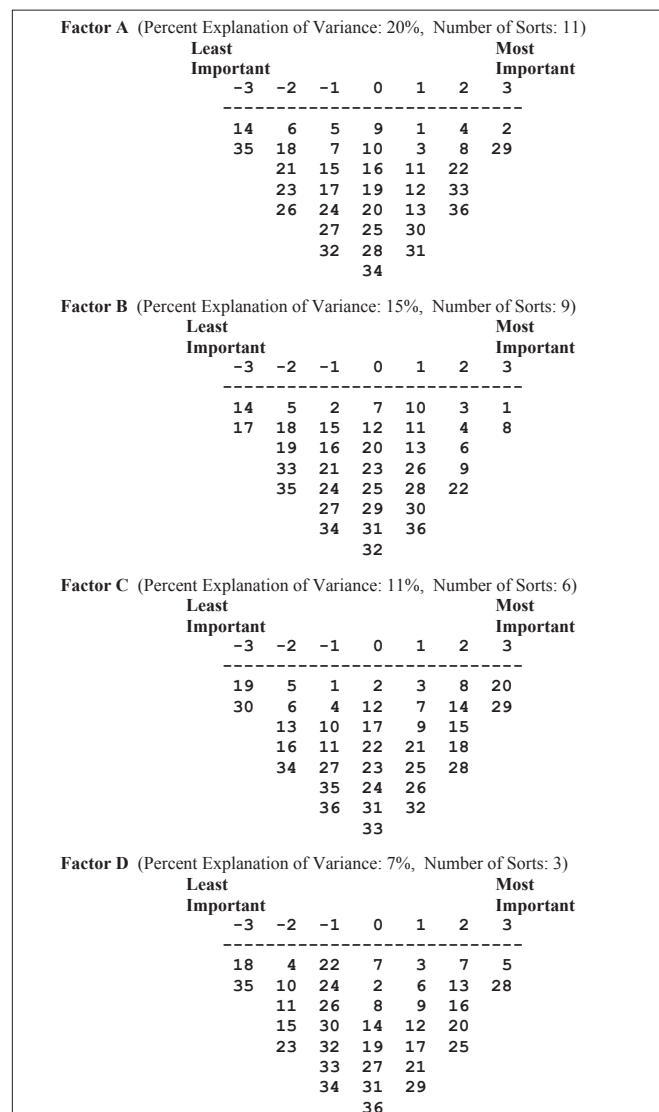 Factor A (Percent Explanation of Variance: 20%, Number of Sorts: 11)
Least Most
Important Important
-3 -2 -1 0 1 2 3
------------------------------
14 6 5 9 1 4 2
35 18 7 10 3 8 29
21 15 16 11 22
23 17 19 12 33
26 24 20 13 36
27 25 30
32 28 31
34
Factor B (Percent Explanation of Variance: 15%, Number of Sorts: 9)
Least Most
Important Important
-3 -2 -1 0 1 2 3
------------------------------
14 5 2 7 10 3 1
17 18 15 12 11 4 8
19 16 20 13 6
33 21 23 26 9
35 24 25 28 22
27 29 30
34 31 36
32
Factor C (Percent Explanation of Variance: 11%, Number of Sorts: 6)
Least Most
Important Important
-3 -2 -1 0 1 2 3
------------------------------
19 5 1 2 3 8 20
30 6 4 12 7 14 29
13 10 17 9 15
16 11 22 21 18
34 27 23 25 28
35 24 26
36 31 32
33
Factor D (Percent Explanation of Variance: 7%, Number of Sorts: 3)
Least Most
Important Important
-3 -2 -1 0 1 2 3
------------------------------
18 4 22 7 3 7 5
35 10 24 2 6 13 28
11 26 8 9 16
15 30 14 12 20
23 32 19 17 25
33 27 21
34 31 29
36